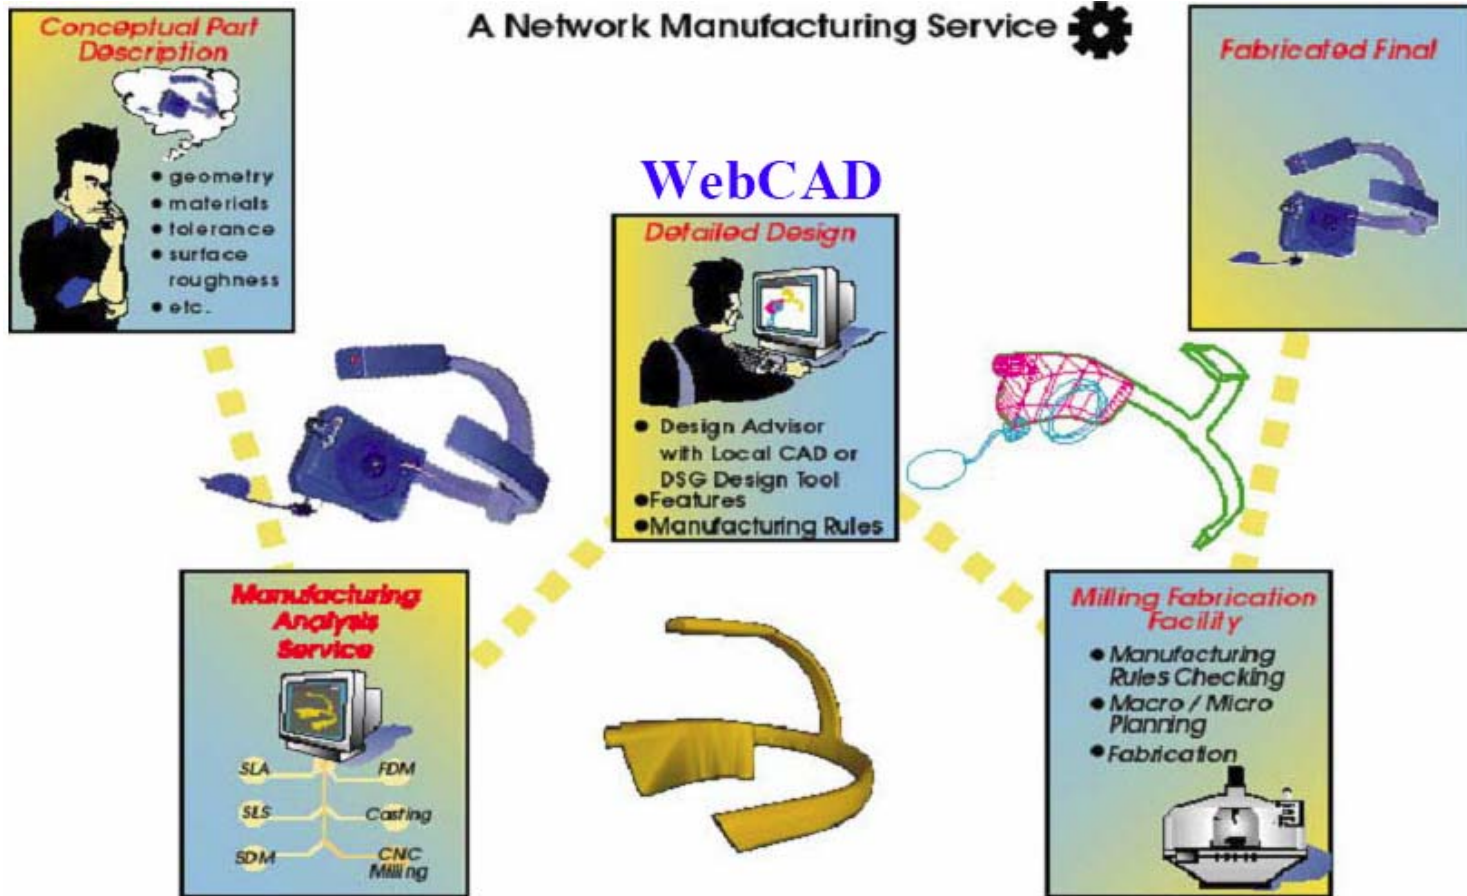 A Network Manufacturing Service
Conceptual Part
Description
• geometry
• materials
• tolerance
• surface
roughness
• etc.
WebCAD
Detailed Design
• Design Advisor
with Local CAD or
DSG Design Tool
• Features
• Manufacturing Rules
Fabricated Final
Manufacturing
Analysis
Service
SLA
FDM
SLS
Casting
SDM
CNC
Milling
Milling Fabrication
Facility
• Manufacturing
Rules Checking
• Macro / Micro
Planning
• Fabrication